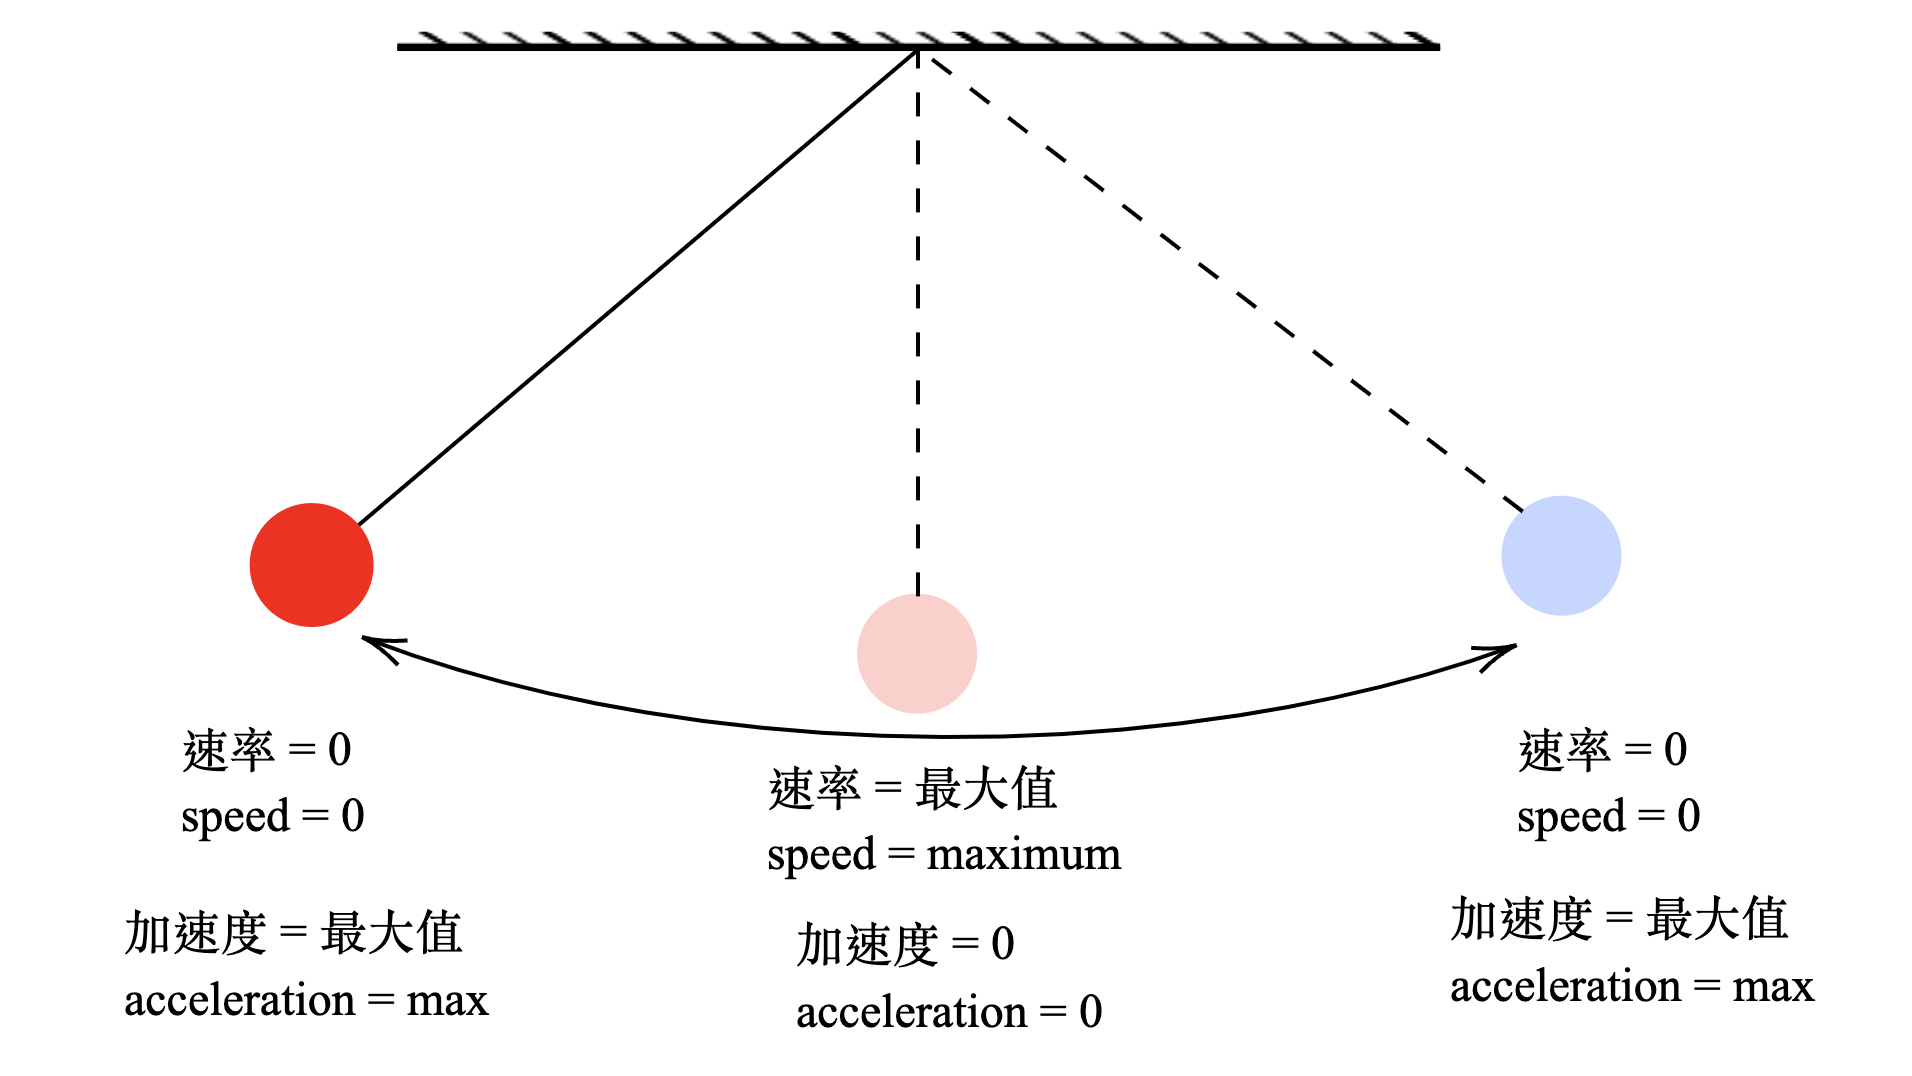 速率 = 0
speed = 0
加速度 = 最大值
acceleration = max
速率 = 最大值
speed = maximum
加速度 = 0
acceleration = 0
速率 = 0
speed = 0
加速度 = 最大值
acceleration = max